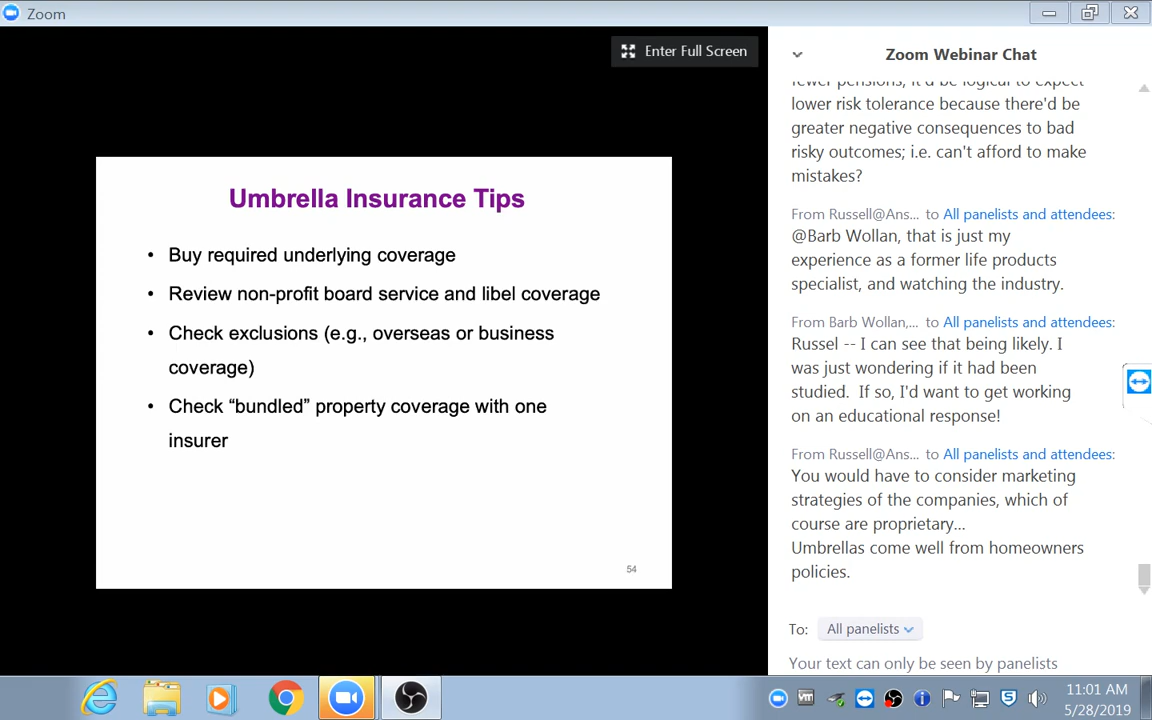 Zoom
Enter Full Screen
Umbrella Insurance Tips
• Buy required underlying coverage
• Review non-profit board service and libel coverage
• Check exclusions (e.g., overseas or business
coverage)
• Check “bundled” property coverage with one
insurer
54
Zoom Webinar Chat
fewer pensions, it'd be logical to expect
lower risk tolerance because there'd be
greater negative consequences to bad
risky outcomes; i.e. can't afford to make
mistakes?
From Russell@Ans... to All panelists and attendees:
@Barb Wollan, that is just my
experience as a former life products
specialist, and watching the industry.
From Barb Wollan,... to All panelists and attendees:
Russel -- I can see that being likely. I
was just wondering if it had been
studied.  If so, I'd want to get working
on an educational response!
From Russell@Ans... to All panelists and attendees:
You would have to consider marketing
strategies of the companies, which of
course are proprietary...
Umbrellas come well from homeowners
policies.
To: All panelists
Your text can only be seen by panelists
11:01 AM
5/28/2019